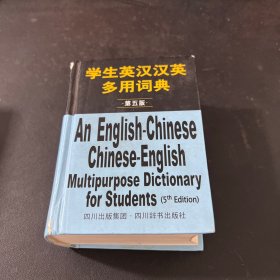 学生英汉汉英
多用词典
·第五版·
An English-Chinese
Chinese-English
Multipurpose Dictionary
for Students (5th Edition)
四川出版集团·四川辞书出版社